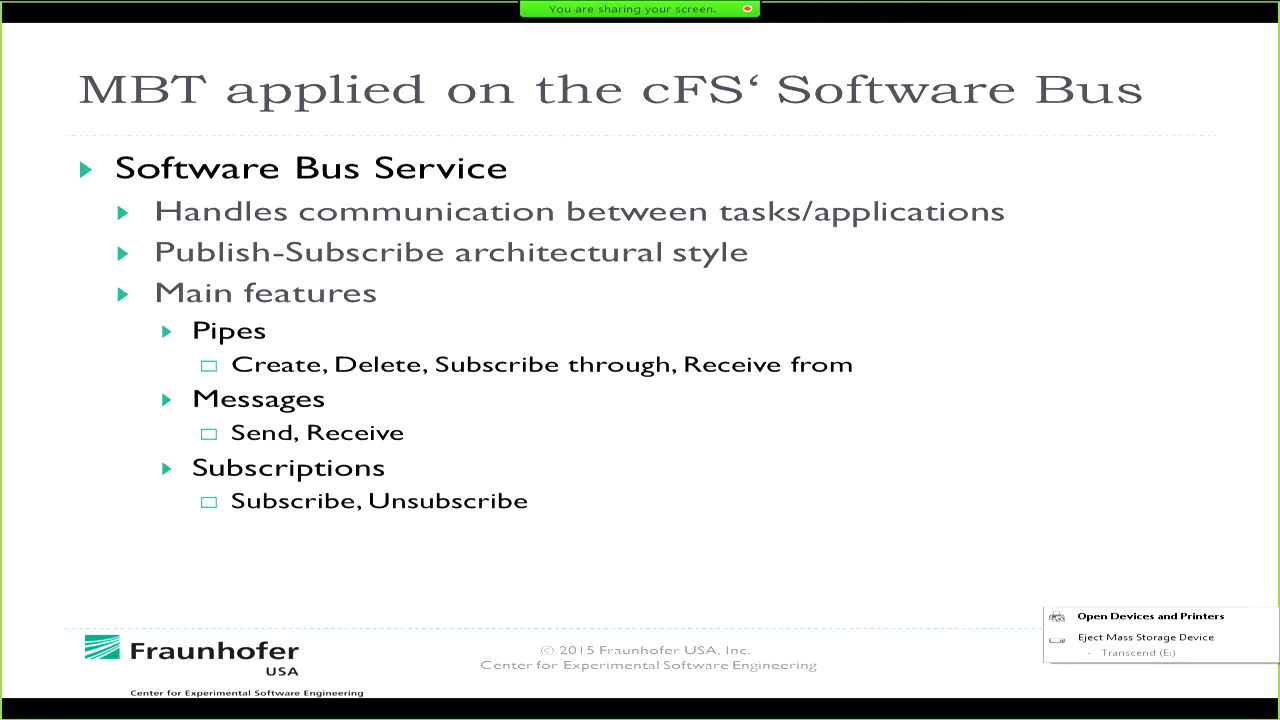 You are sharing your screen.
MBT applied on the cFS‘ Software Bus
Software Bus Service
Handles communication between tasks/applications
Publish-Subscribe architectural style
Main features
Pipes
Create, Delete, Subscribe through, Receive from
Messages
Send, Receive
Subscriptions
Subscribe, Unsubscribe
Fraunhofer
USA
Center for Experimental Software Engineering
© 2015 Fraunhofer USA, Inc.
Center for Experimental Software Engineering
Open Devices and Printers
Eject Mass Storage Device
- Transcend (E:)